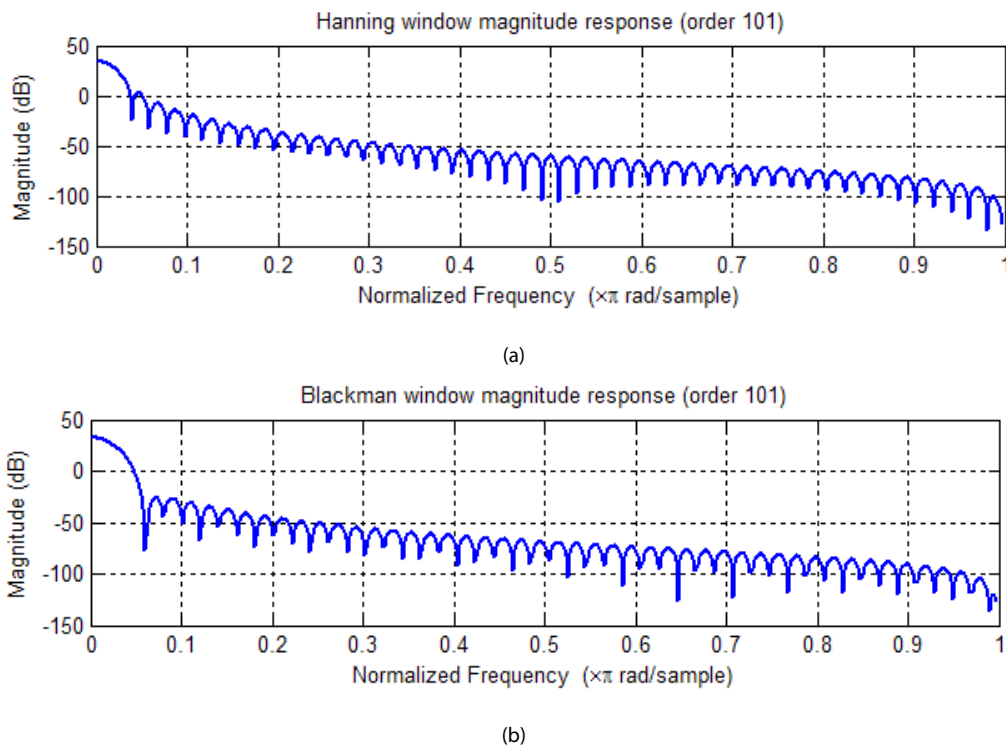 Hanning window magnitude response (order 101)
Magnitude (dB)
50
0
-50
-100
-150
0 0.1 0.2 0.3 0.4 0.5 0.6 0.7 0.8 0.9 1
Normalized Frequency (×π rad/sample)
(a)
Blackman window magnitude response (order 101)
Magnitude (dB)
50
0
-50
-100
-150
0 0.1 0.2 0.3 0.4 0.5 0.6 0.7 0.8 0.9 1
Normalized Frequency (×π rad/sample)
(b)